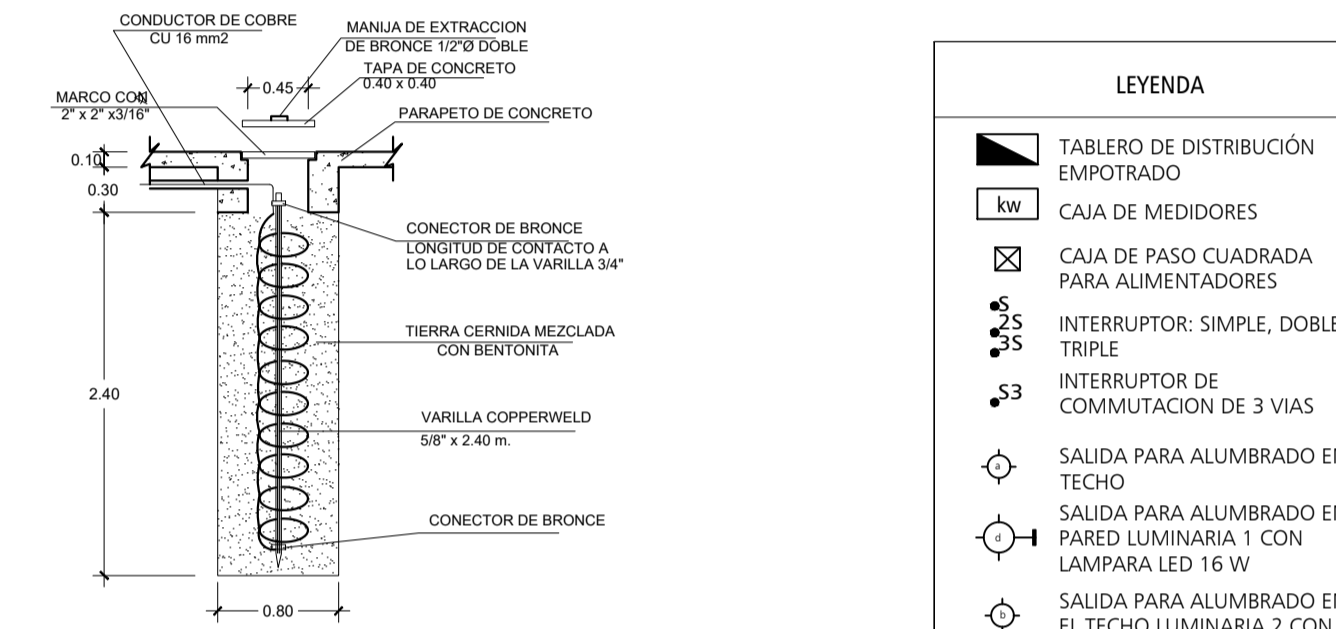 CONDUCTOR DE COBRE
CU 16 mm2
MANIJA DE EXTRACCION
DE BRONCE 1/2"Ø DOBLE
TAPA DE CONCRETO
0.40 x 0.40
0.45
MARCO CON
2" x 2" x3/16"
PARAPETO DE CONCRETO
0.10
0.30
CONECTOR DE BRONCE
LONGITUD DE CONTACTO A
LO LARGO DE LA VARILLA 3/4"
TIERRA CERNIDA MEZCLADA
CON BENTONITA
2.40
VARILLA COPPERWELD
5/8" x 2.40 m.
CONECTOR DE BRONCE
0.80
LEYENDA
TABLERO DE DISTRIBUCIÓN
EMPOTRADO
kw
CAJA DE MEDIDORES
CAJA DE PASO CUADRADA
PARA ALIMENTADORES
S
2S
3S
INTERRUPTOR: SIMPLE, DOBLE
TRIPLE
S3
INTERRUPTOR DE
COMMUTACION DE 3 VIAS
a
SALIDA PARA ALUMBRADO EN
TECHO
d
SALIDA PARA ALUMBRADO EN
PARED LUMINARIA 1 CON
LAMPARA LED 16 W
b
SALIDA PARA ALUMBRADO EN
EL TECHO LUMINARIA 2 CON